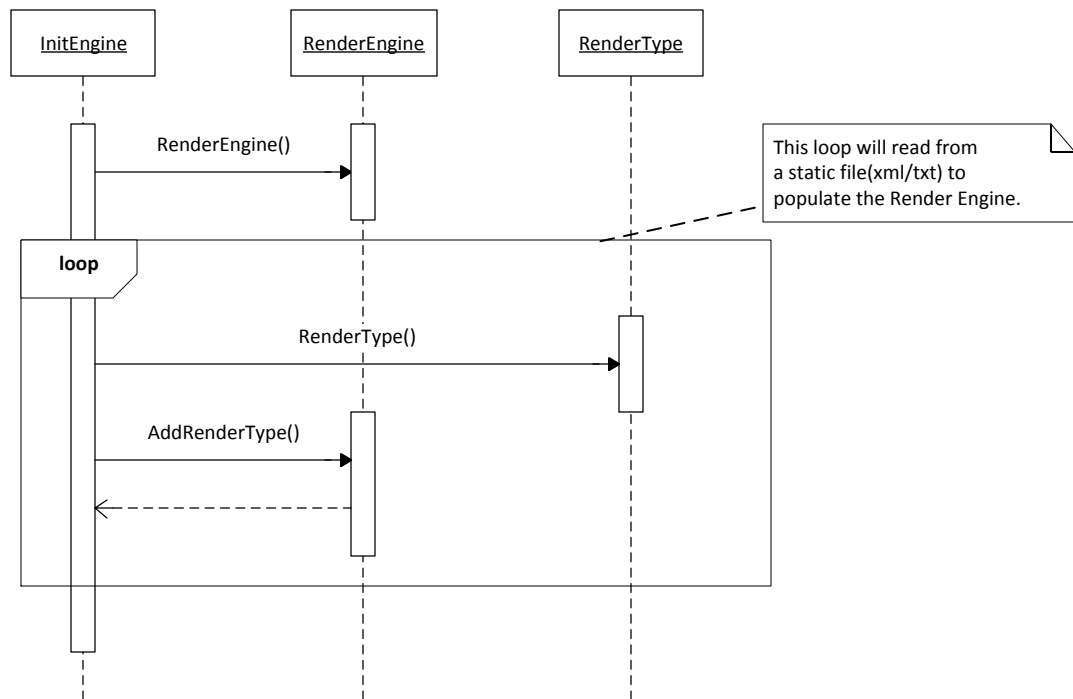 InitEngine
RenderEngine
RenderType
RenderEngine()
This loop will read from
a static file(xml/txt) to
populate the Render Engine.
loop
RenderType()
AddRenderType()